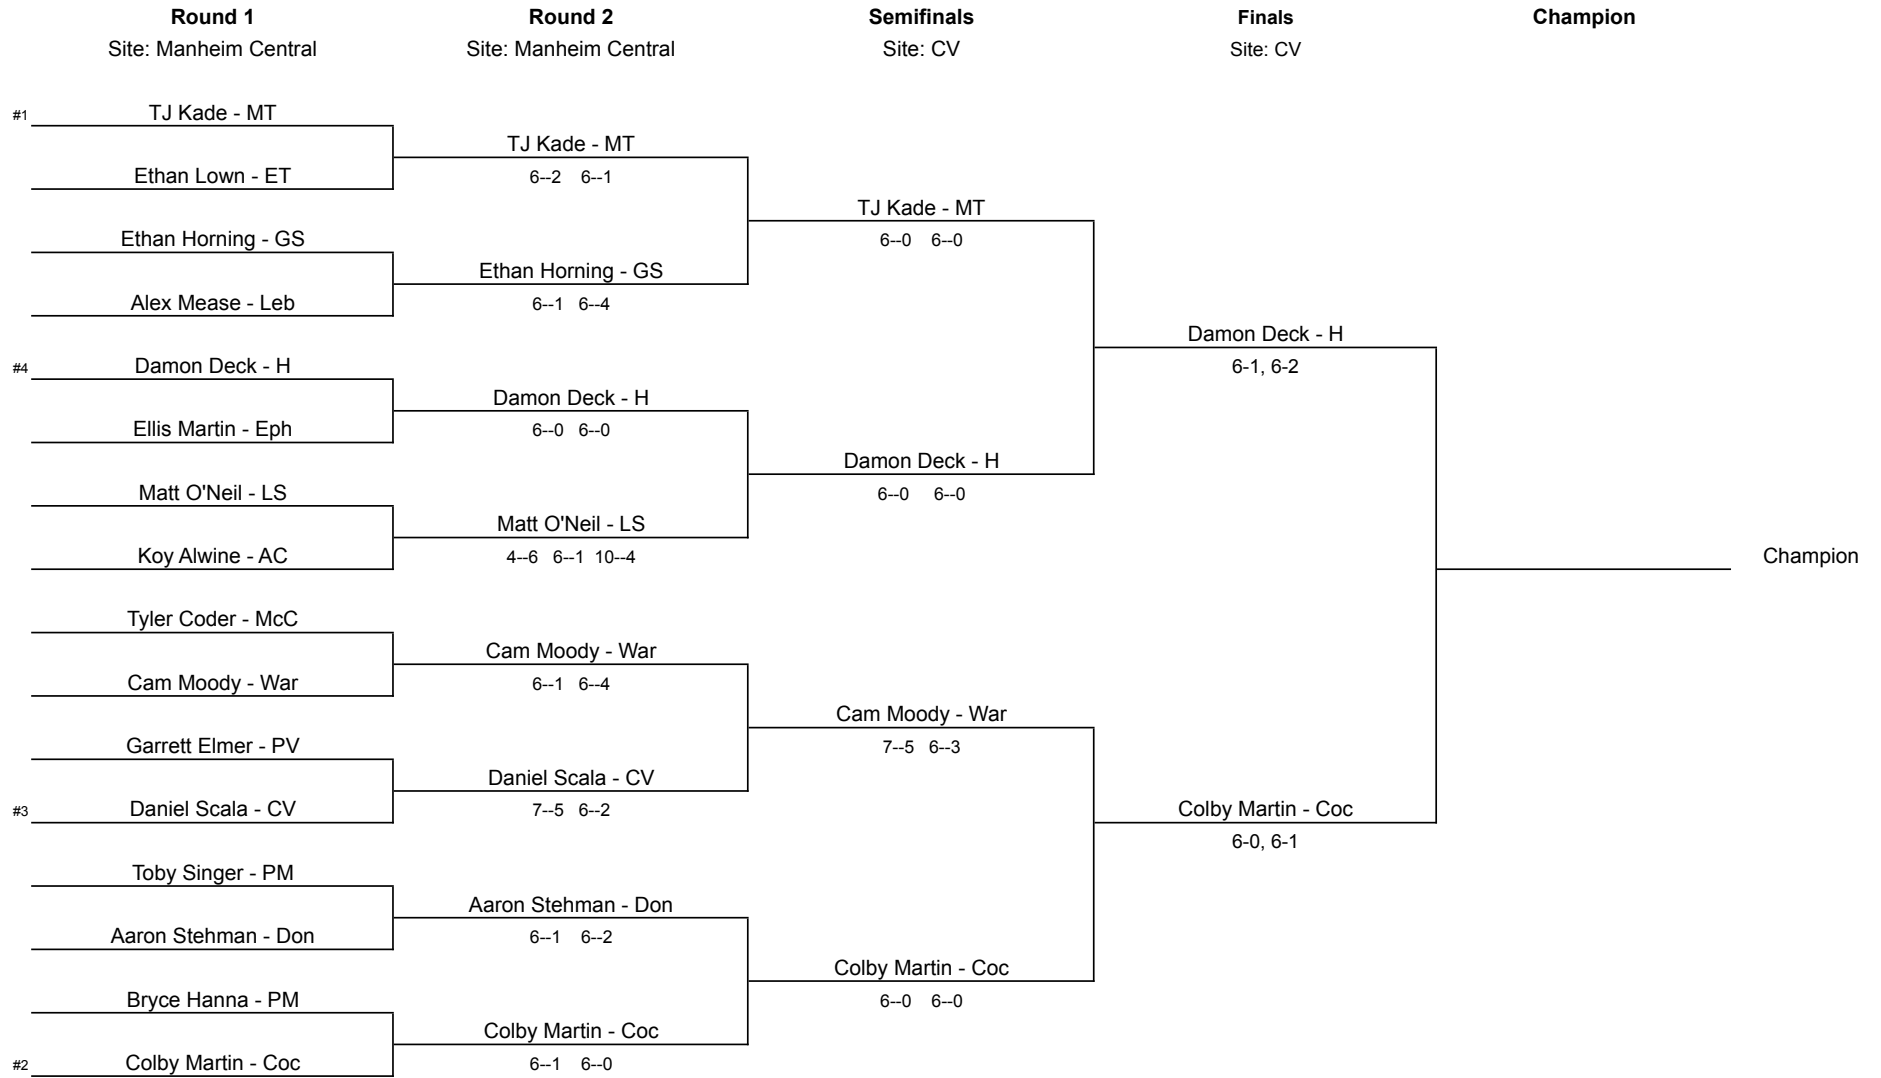 Round 1
Round 2
Semifinals
Finals
Champion
Site: Manheim Central
Site: Manheim Central
Site: CV
Site: CV
#1
TJ Kade - MT
Ethan Lown - ET
Ethan Horning - GS
Alex Mease - Leb
#4
Damon Deck - H
Ellis Martin - Eph
Matt O'Neil - LS
Koy Alwine - AC
Tyler Coder - McC
Cam Moody - War
Garrett Elmer - PV
#3
Daniel Scala - CV
Toby Singer - PM
Aaron Stehman - Don
Bryce Hanna - PM
#2
Colby Martin - Coc
TJ Kade - MT
6--2 6--1
Ethan Horning - GS
6--1 6--4
Damon Deck - H
6--0 6--0
Matt O'Neil - LS
4--6 6--1 10--4
Cam Moody - War
6--1 6--4
Daniel Scala - CV
7--5 6--2
Aaron Stehman - Don
6--1 6--2
Colby Martin - Coc
6--1 6--0
TJ Kade - MT
6--0 6--0
Damon Deck - H
6--0 6--0
Cam Moody - War
7--5 6--3
Colby Martin - Coc
6--0 6--0
Damon Deck - H
6-1, 6-2
Colby Martin - Coc
6-0, 6-1
Champion